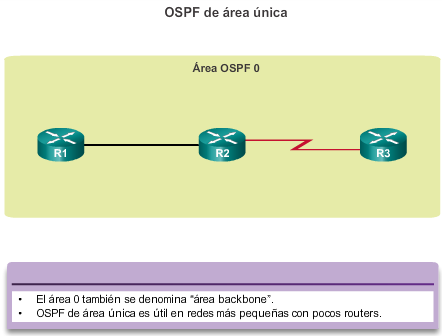 OSPF de área única
Área OSPF 0
R1
R2
R3
• El área 0 también se denomina “área backbone”.
• OSPF de área única es útil en redes más pequeñas con pocos routers.